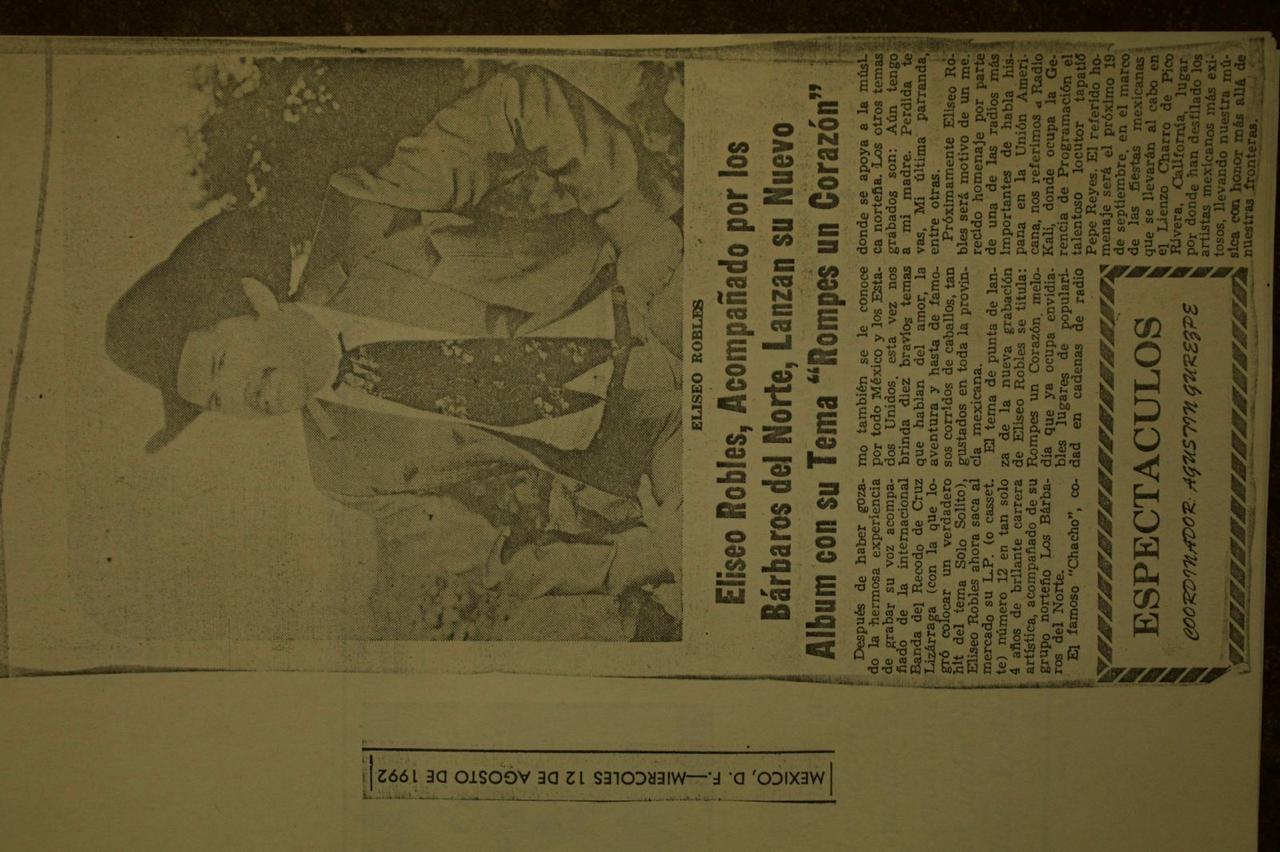 ELISEO ROBLES
Eliseo Robles, Acompañado por los
Bárbaros del Norte, Lanzan su Nuevo
Album con su Tema “Rompes un Corazón”
Después de haber goza-
do la hermosa experiencia
de grabar su voz acompa-
ñado de la internacional
Banda del Recodo de Cruz
Lizárraga (con la que lo-
gró colocar un verdadero
hit del tema Solo Solito),
Eliseo Robles ahora saca al
mercado su L.P. (o casset.
te) número 12 en tan solo
4 años de brillante carrera
artística, acompañado de su
grupo norteño Los Bárba-
ros del Norte.
El famoso “Chacho”, co-
mo también se le conoce
por todo México y los Esta-
dos Unidos, esta vez nos
brinda diez bravíos temas
que hablan del amor, la
aventura y hasta de famo-
sos corridos de caballos, tan
gustados en toda la provin-
cia mexicana.
El tema de punta de lan-
za de la nueva grabación
de Eliseo Robles se titula:
Rompes un Corazón melo-
día que ya ocupa envidia-
bles lugares de populari-
dad en cadenas de radio
donde se apoya a la músi.
ca norteña. Los otros temas
grabados son: Aún tengo
a mi madre. Perdida te
vas, Mi última parranda,
entre otras.
Próximamente Eliseo Ro-
bles será motivo de un me.
recido homenaje por parte
de una de las radios más
importantes de habla his-
pana en la Unión Ameri-
cana, nos referimos a Radio
Kali, donde ocupa la Ge-
rencia de Programación el
talentoso locutor tapatío
Pepe Reyes. El referido ho-
menaje será el próximo 19
de septiembre, en el marco
de las fiestas mexicanas
que se llevarán al cabo en
el Lienzo Charro de Pico
Rivera, California, lugar
por donde han desfilado los
artistas mexicanos más exi-
tosos, llevando nuestra mú-
sica con honor más allá de
nuestras fronteras.
ESPECTACULOS
COORDINADOR: AGUSTIN GUREZPE
MEXICO, D. F.—MIERCOLES 12 DE AGOSTO DE 1992